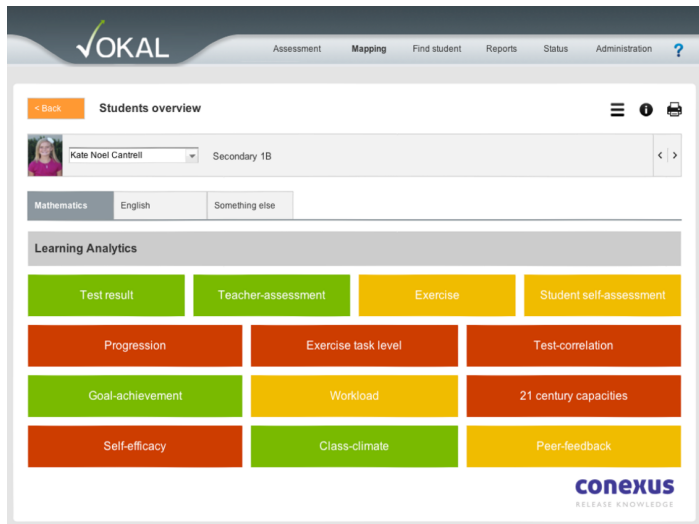 √OKAL
Assessment Mapping Find student Reports Status Administration ?
< Back Students overview
Kate Noel Cantrell Secondary 1B < >
Mathematics English Something else
Learning Analytics
Test result Teacher-assessment Exercise Student self-assessment
Progression Exercise task level Test-correlation
Goal-achievement Workload 21 century capacities
Self-efficacy Class-climate Peer-feedback
conexus
RELEASE KNOWLEDGE